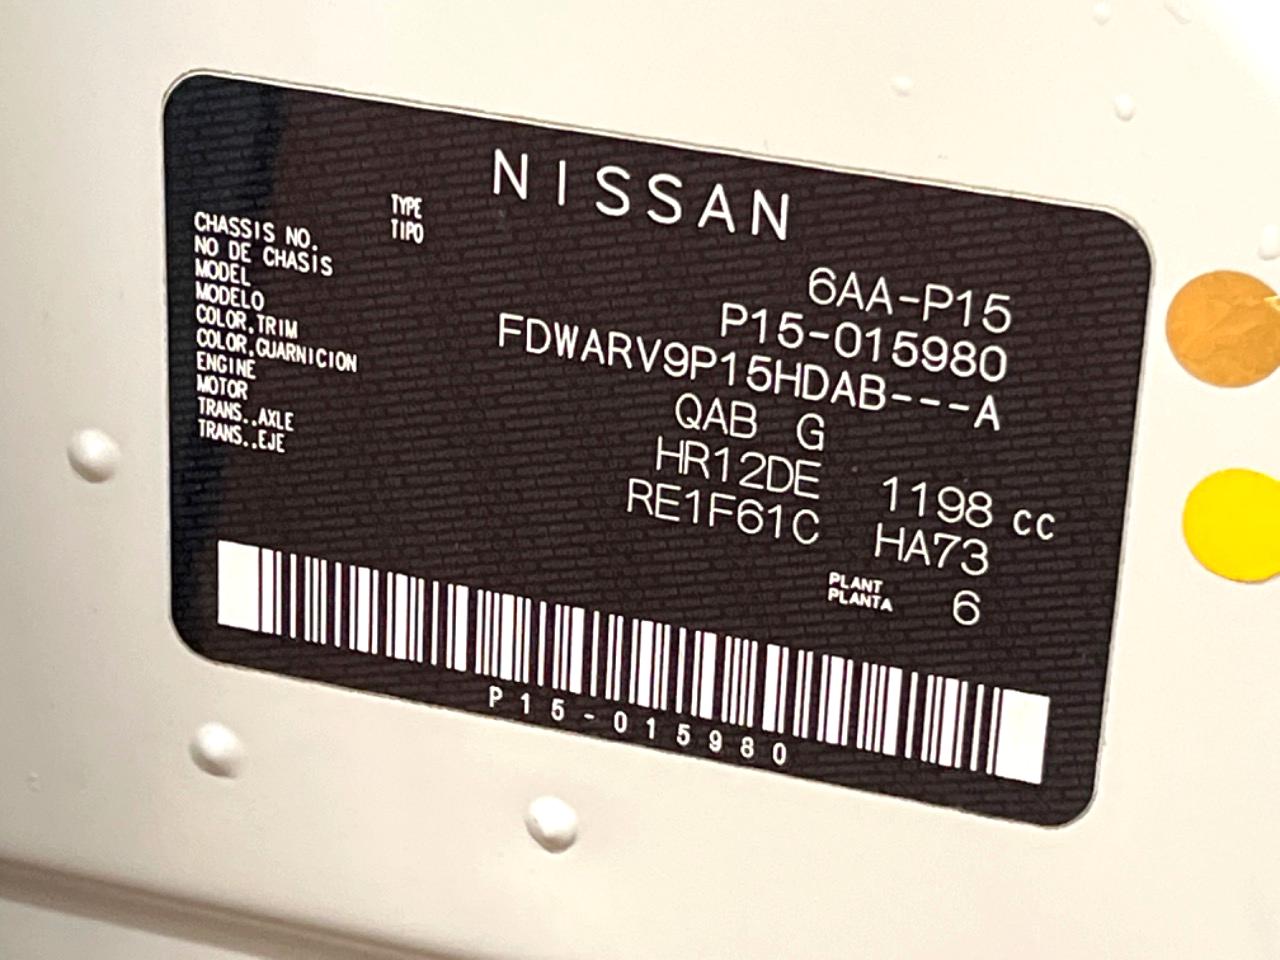 NISSAN
TYPE
TIPO
6AA-P15
CHASSIS NO.
NO DE CHASIS
P15-015980
MODEL
MODELO
FDWARV9P15HDAB---A
COLOR.TRIM
COLOR.GUARNICION
QAB G
ENGINE
MOTOR
HR12DE 1198 cc
TRANS..AXLE
TRANS..EJE
RE1F61C HA73
PLANT
PLANTA
6
P15-015980